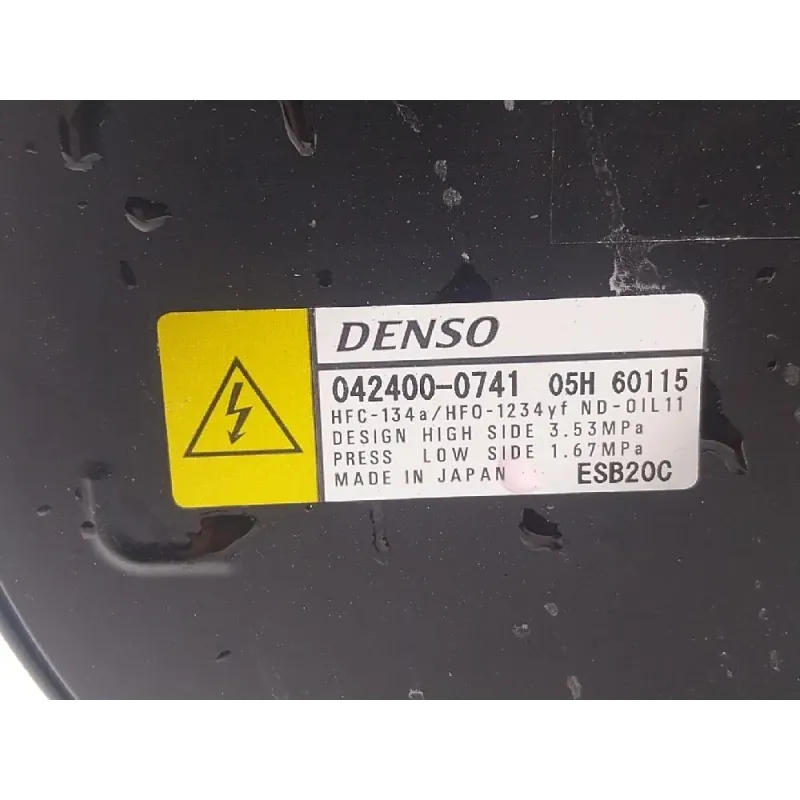 DENSO
042400-0741 05H 60115
HFC-134a/HFO-1234yf ND-OIL11
DESIGN HIGH SIDE 3.53MPa
PRESS LOW SIDE 1.67MPa
MADE IN JAPAN ESB20C